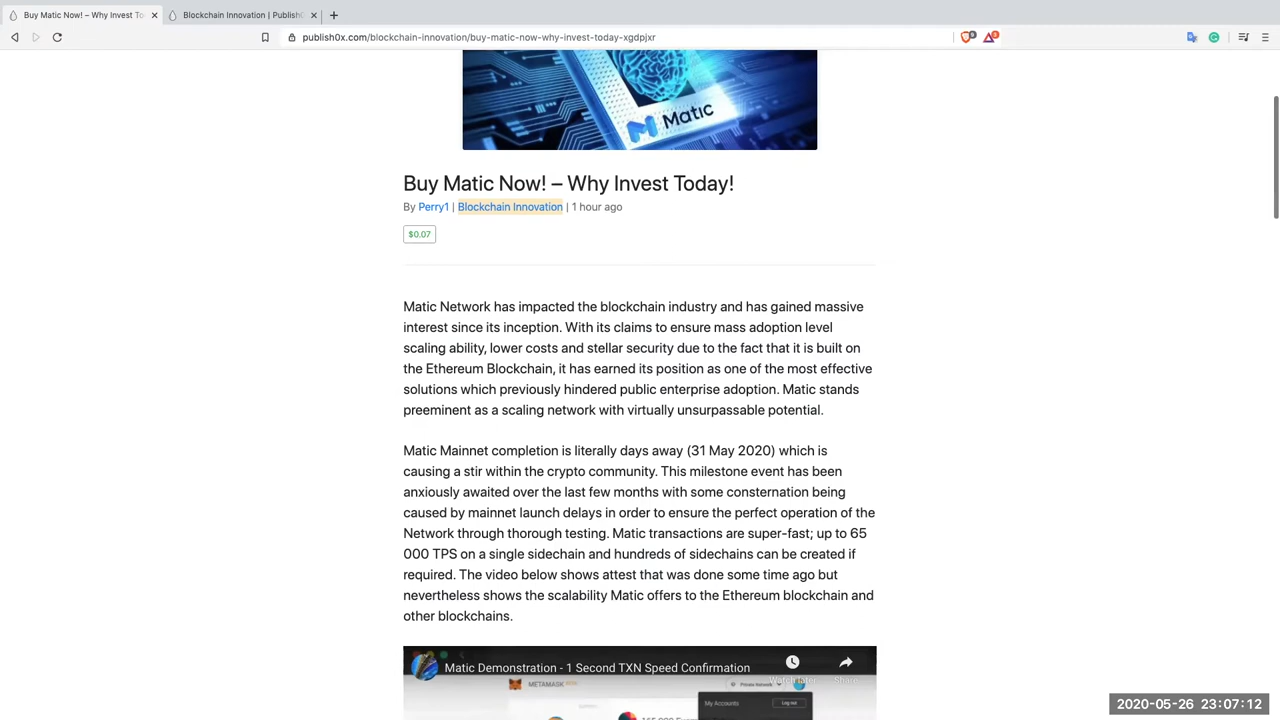 Buy Matic Now! – Why Invest To
Blockchain Innovation | Publish0
publish0x.com/blockchain-innovation/buy-matic-now-why-invest-today-xgdpjxr
Matic
Buy Matic Now! – Why Invest Today!
By Perry1 | Blockchain Innovation | 1 hour ago
$0.07
Matic Network has impacted the blockchain industry and has gained massive
interest since its inception. With its claims to ensure mass adoption level
scaling ability, lower costs and stellar security due to the fact that it is built on
the Ethereum Blockchain, it has earned its position as one of the most effective
solutions which previously hindered public enterprise adoption. Matic stands
preeminent as a scaling network with virtually unsurpassable potential.
Matic Mainnet completion is literally days away (31 May 2020) which is
causing a stir within the crypto community. This milestone event has been
anxiously awaited over the last few months with some consternation being
caused by mainnet launch delays in order to ensure the perfect operation of the
Network through thorough testing. Matic transactions are super-fast; up to 65
000 TPS on a single sidechain and hundreds of sidechains can be created if
required. The video below shows attest that was done some time ago but
nevertheless shows the scalability Matic offers to the Ethereum blockchain and
other blockchains.
Matic Demonstration - 1 Second TXN Speed Confirmation
Watch later
Share
METAMASK
Private Network
My Accounts
Log out
2020-05-26 23:07:12